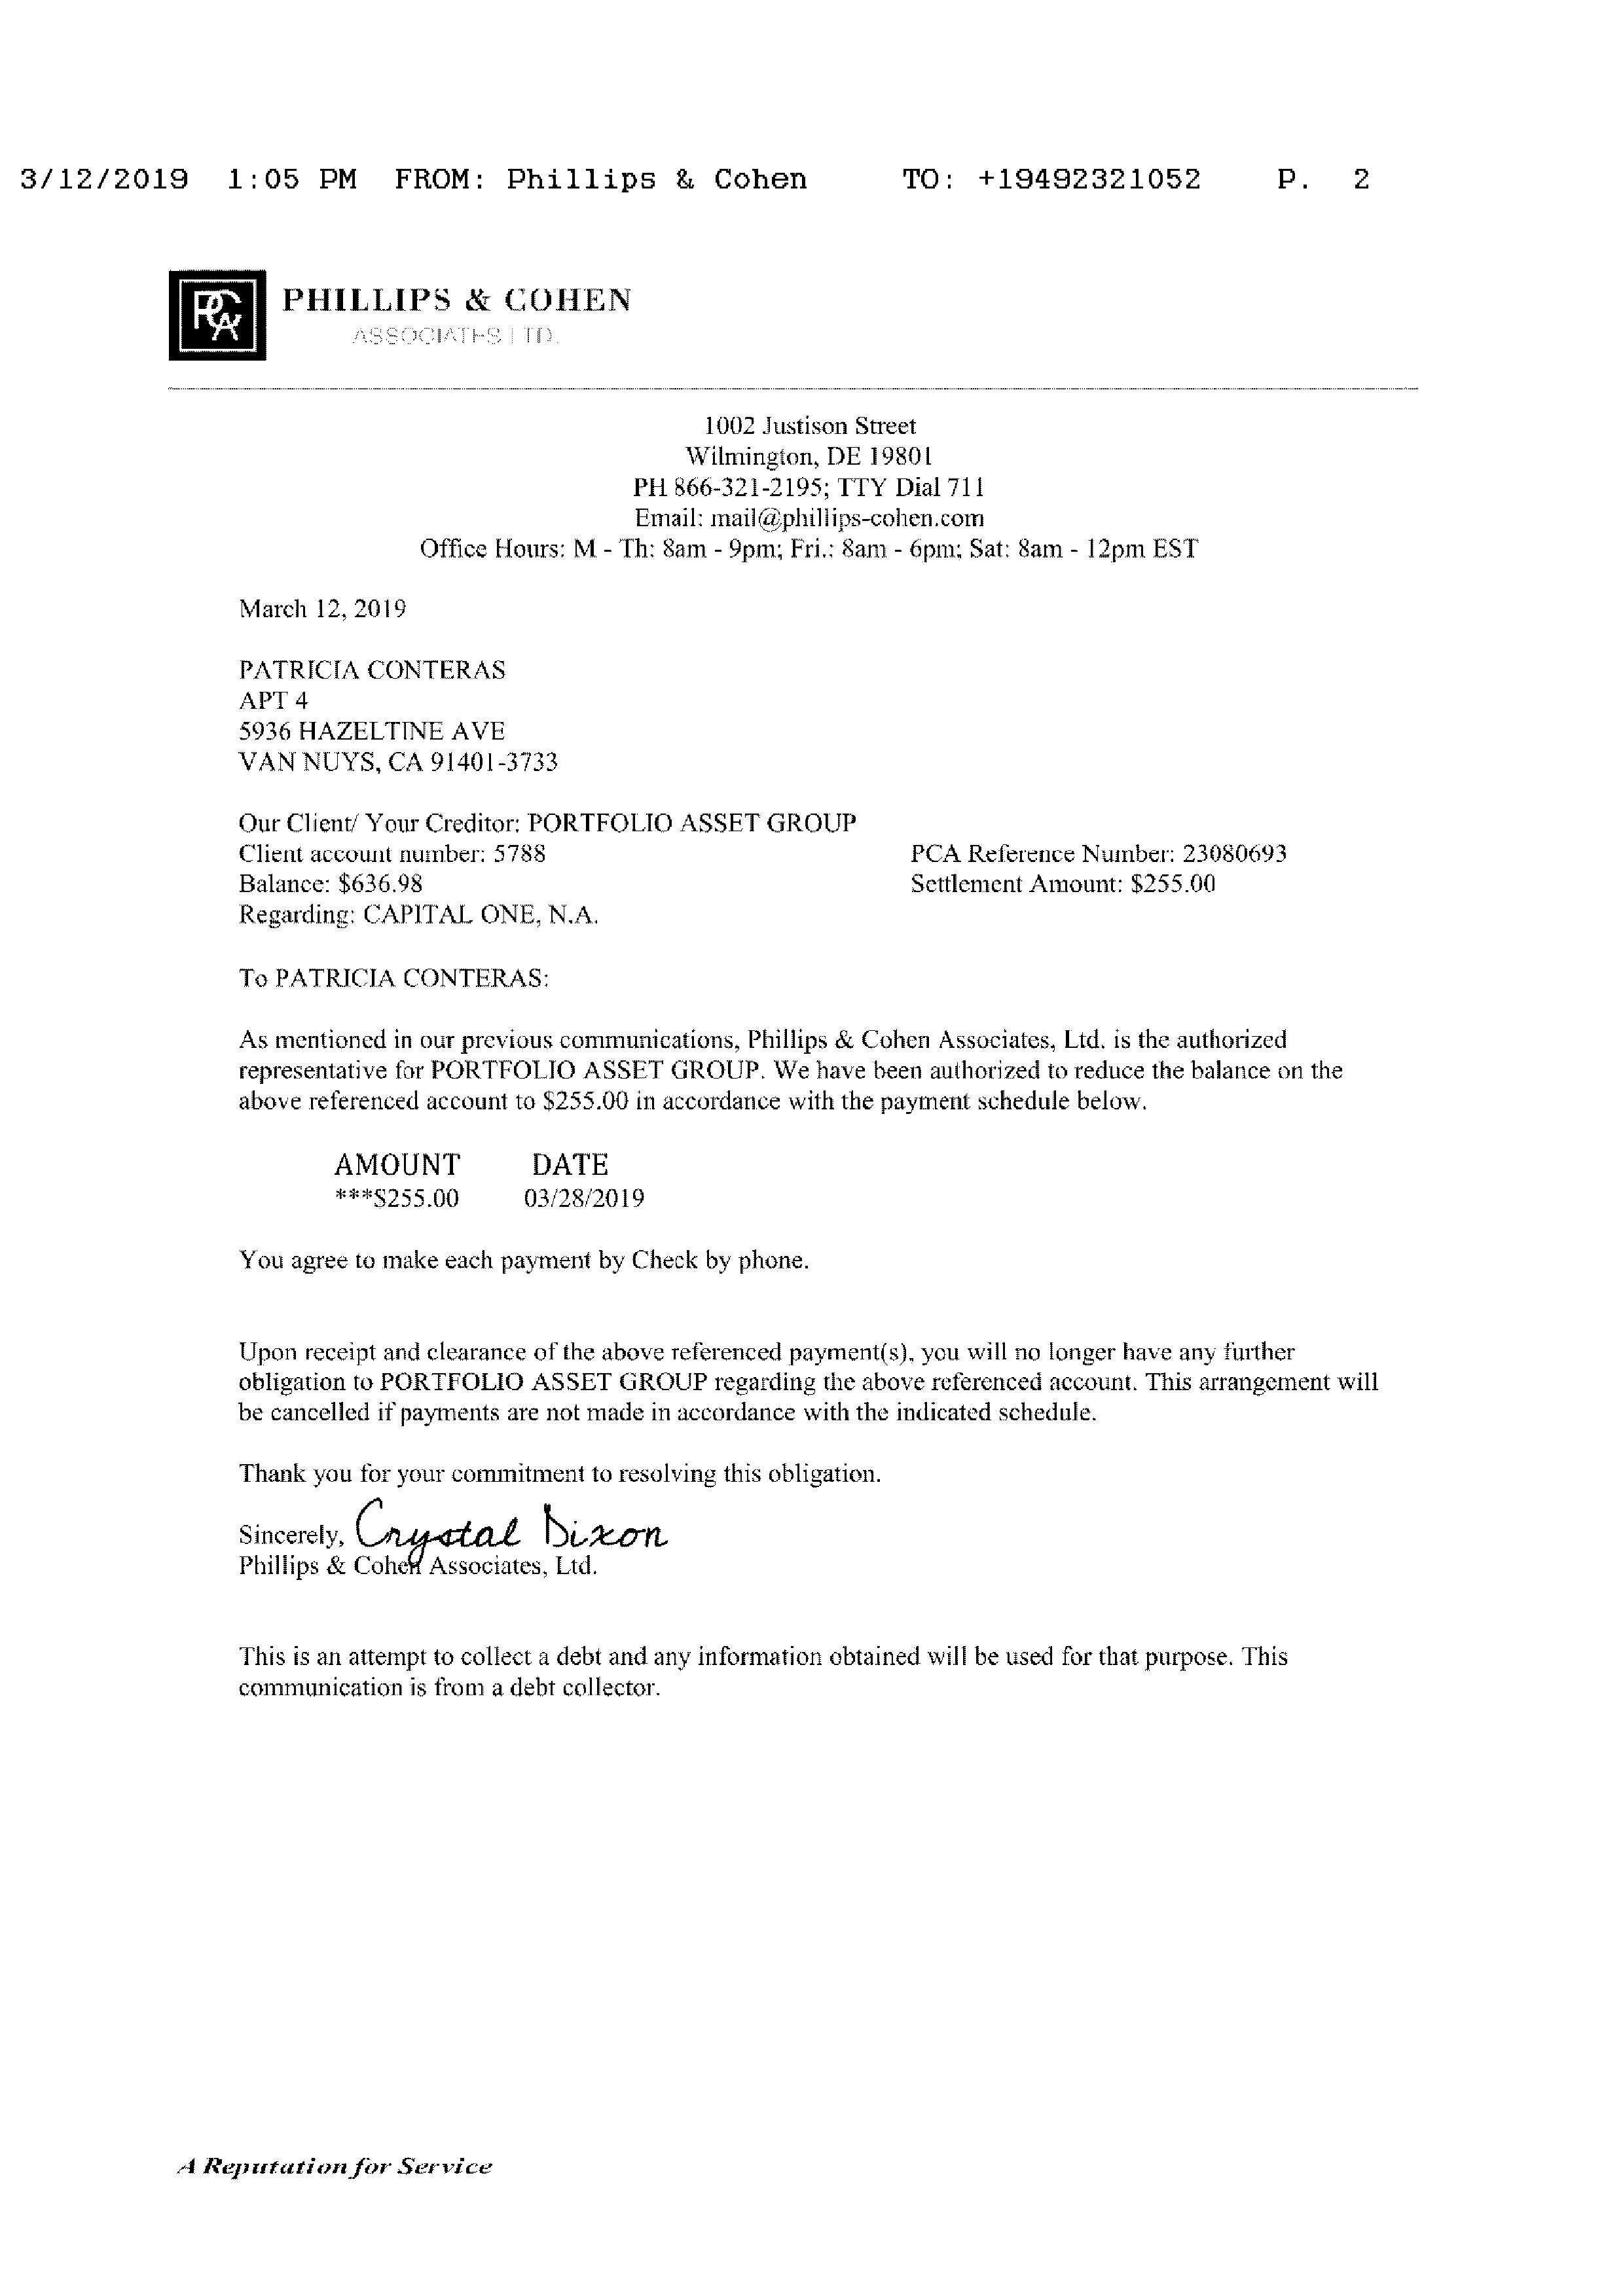 3/12/2019 1:05 PM FROM: Phillips & Cohen TO: +19492321052 P. 2
PCA
PHILLIPS & COHEN
ASSOCIATES LTD.
1002 Justison Street
Wilmington, DE 19801
PH 866-321-2195; TTY Dial 711
Email: mail@phillips-cohen.com
Office Hours: M - Th: 8am - 9pm; Fri.: 8am - 6pm; Sat: 8am - 12pm EST
March 12, 2019
PATRICIA CONTERAS
APT 4
5936 HAZELTINE AVE
VAN NUYS, CA 91401-3733
Our Client/ Your Creditor: PORTFOLIO ASSET GROUP
Client account number: 5788 PCA Reference Number: 23080693
Balance: $636.98 Settlement Amount: $255.00
Regarding: CAPITAL ONE, N.A.
To PATRICIA CONTERAS:
As mentioned in our previous communications, Phillips & Cohen Associates, Ltd. is the authorized
representative for PORTFOLIO ASSET GROUP. We have been authorized to reduce the balance on the
above referenced account to $255.00 in accordance with the payment schedule below.
AMOUNT DATE
***$255.00 03/28/2019
You agree to make each payment by Check by phone.
Upon receipt and clearance of the above referenced payment(s), you will no longer have any further
obligation to PORTFOLIO ASSET GROUP regarding the above referenced account. This arrangement will
be cancelled if payments are not made in accordance with the indicated schedule.
Thank you for your commitment to resolving this obligation.
Sincerely, Crystal Dixon
Phillips & Cohen Associates, Ltd.
This is an attempt to collect a debt and any information obtained will be used for that purpose. This
communication is from a debt collector.
A Reputation for Service